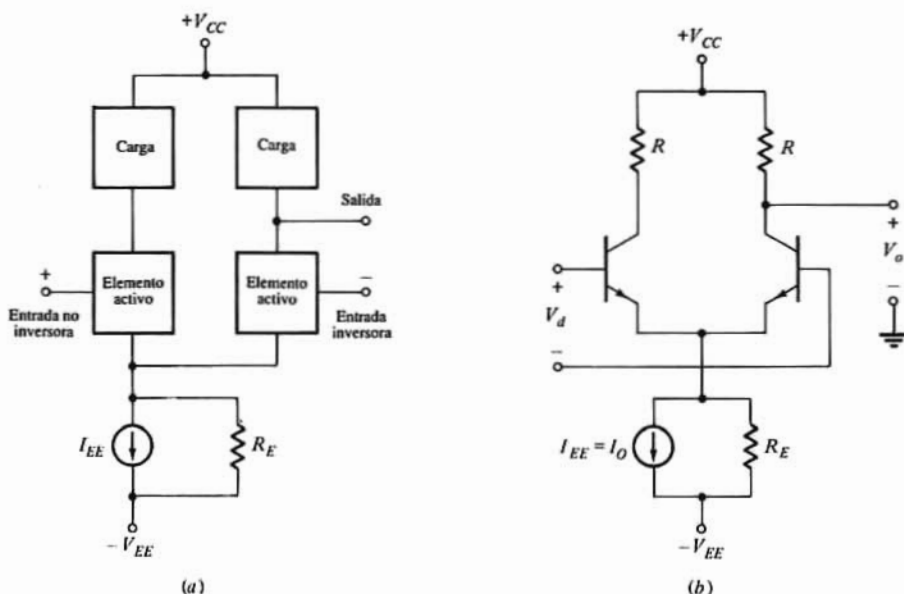 +V_CC
Carga
Carga
Salida
+
Elemento activo
Elemento activo
−
Entrada no inversora
Entrada inversora
I_EE
R_E
−V_EE
(a)
+V_CC
R
R
+
V_d
−
+
V_o
−
I_EE = I_O
R_E
−V_EE
(b)